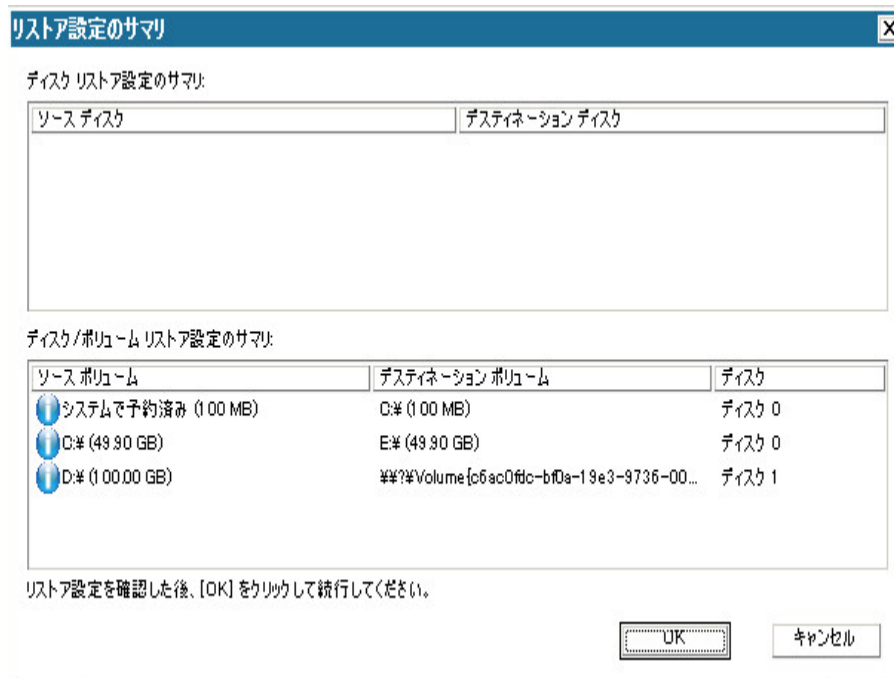 リストア設定のサマリ
ディスク リストア設定のサマリ:
ソース ディスク デスティネーション ディスク
ディスク/ボリューム リストア設定のサマリ:
ソース ボリューム デスティネーション ボリューム ディスク
システムで予約済み (100 MB) C:¥ (100 MB) ディスク 0
C:¥ (49.90 GB) E:¥ (49.90 GB) ディスク 0
D:¥ (100.00 GB) ¥¥?¥Volume{c6ac0fdc-bf0a-19e3-9736-00... ディスク 1
リストア設定を確認した後、[OK] をクリックして続行してください。
OK キャンセル